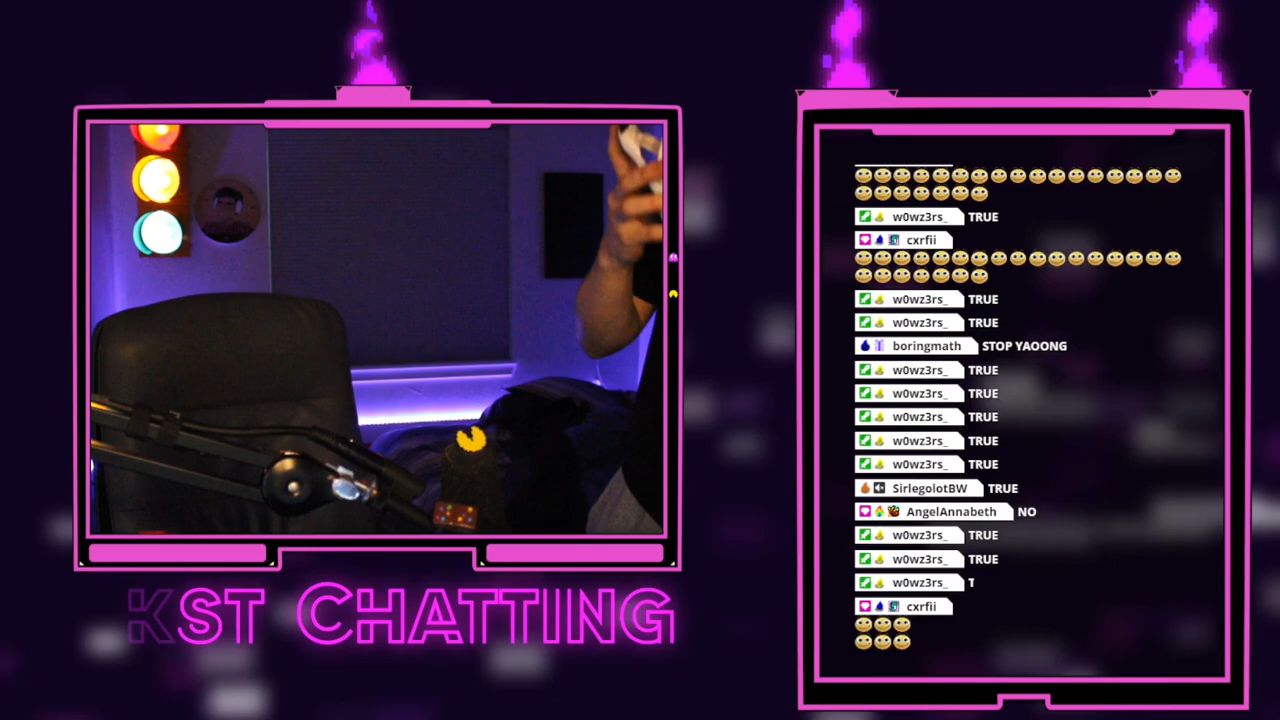 w0wz3rs_ TRUE
cxrfii
w0wz3rs_ TRUE
w0wz3rs_ TRUE
boringmath STOP YAOONG
w0wz3rs_ TRUE
w0wz3rs_ TRUE
w0wz3rs_ TRUE
w0wz3rs_ TRUE
w0wz3rs_ TRUE
SirlegolotBW TRUE
AngelAnnabeth NO
w0wz3rs_ TRUE
w0wz3rs_ TRUE
w0wz3rs_ T
cxrfii
KST CHATTING